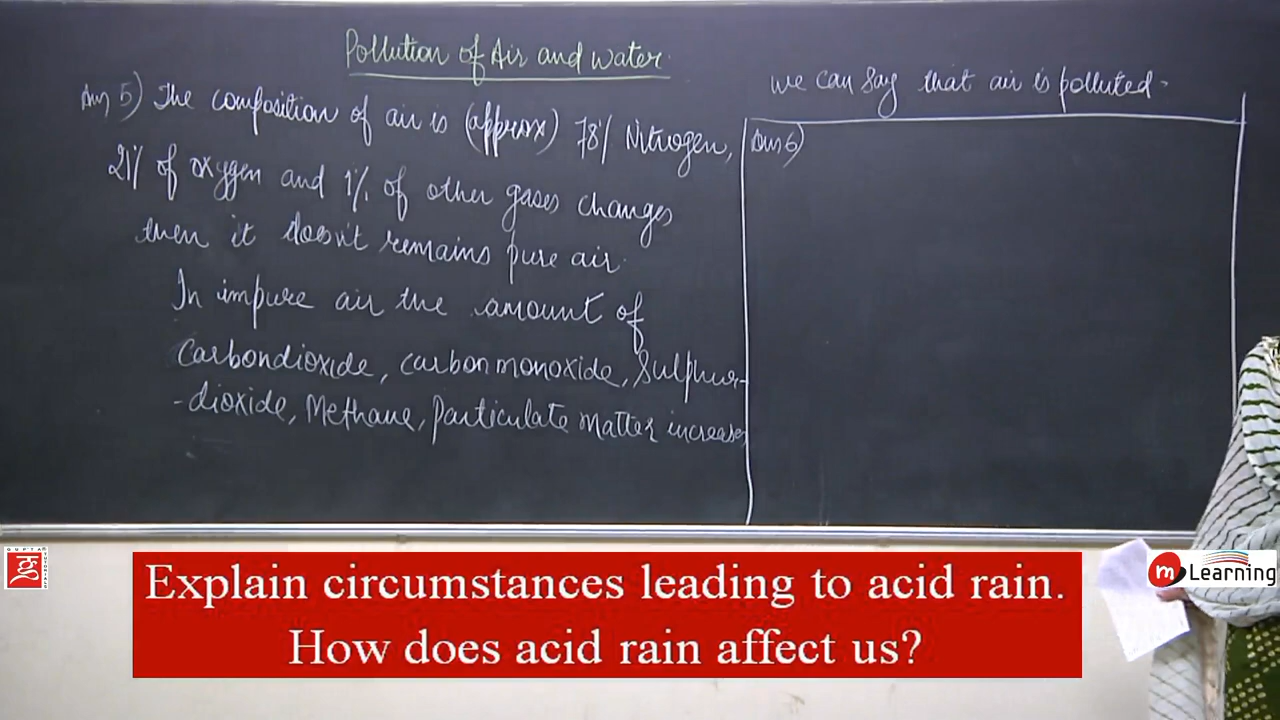 Pollution of Air and Water
Ans 5) The composition of air is (approx) 78% Nitrogen,
21% of oxygen and 1% of other gases changes
then it doesn't remains pure air.
In impure air the amount of
Carbondioxide, carbonmonoxide, Sulphur-
-dioxide, Methane, Particulate Matter increases
we can say that air is polluted.
Ans 6)
Explain circumstances leading to acid rain.
How does acid rain affect us?
GUPTA
TUTORIALS
m Learning